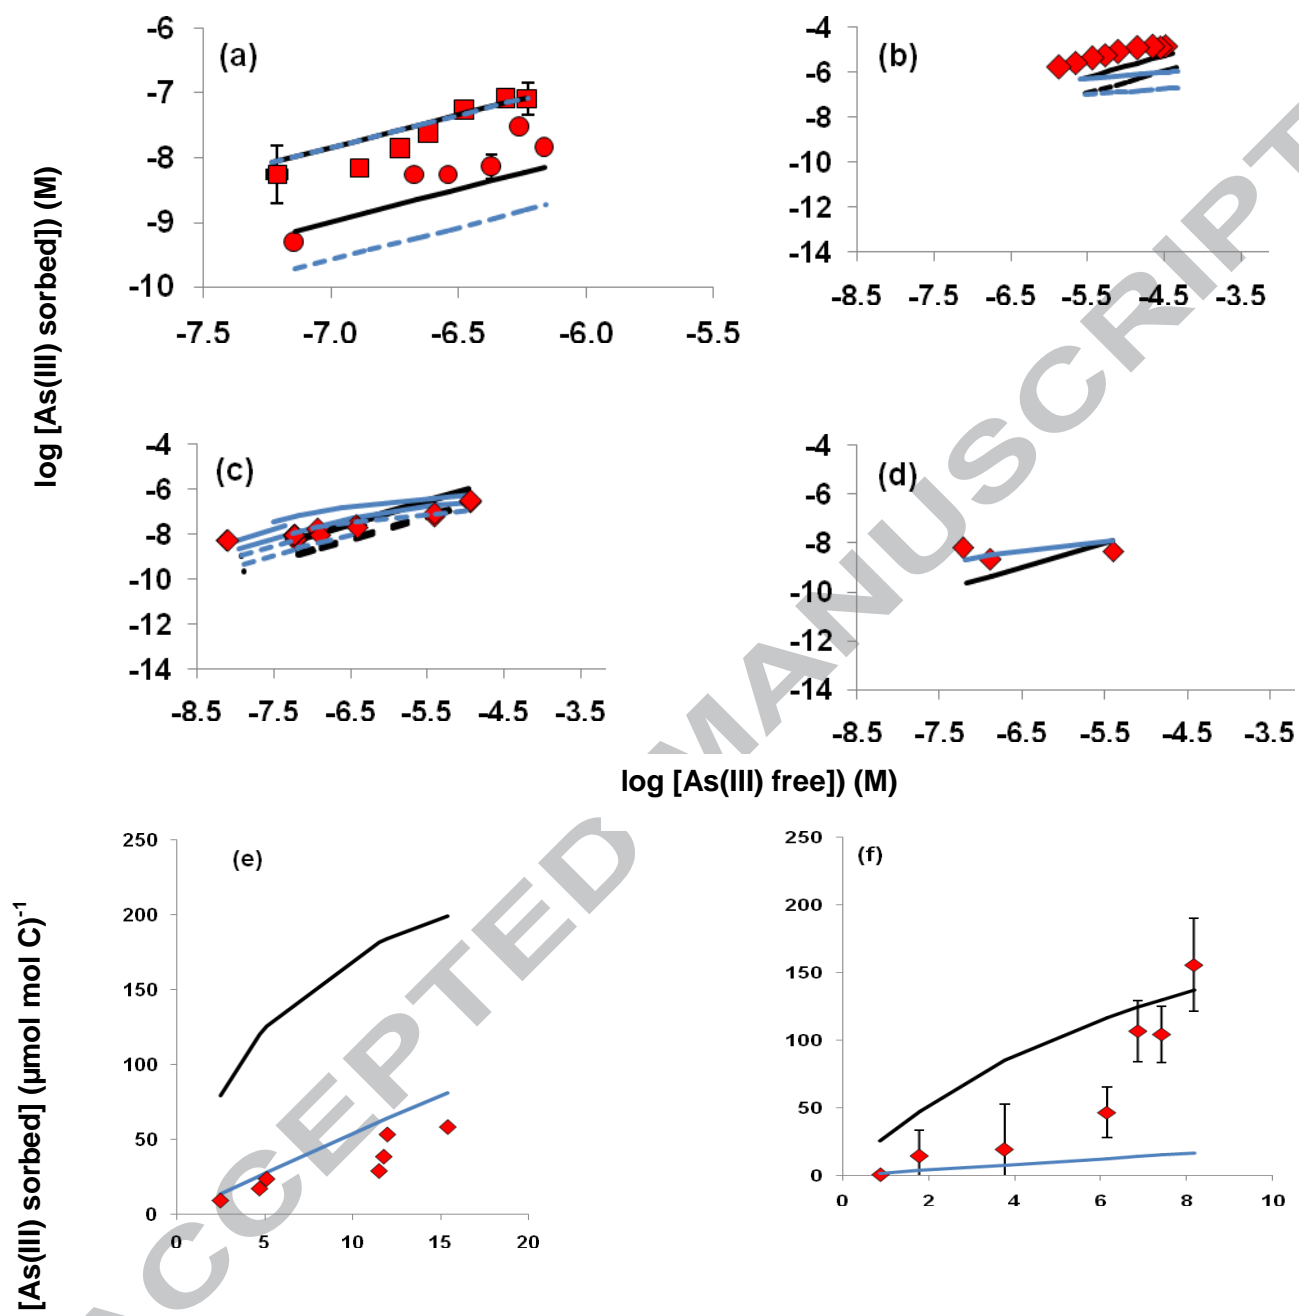 log [As(III) sorbed]) (M)
(a)
-6
-7
-8
-9
-10
-7.5 -7.0 -6.5 -6.0 -5.5
(b)
-4
-6
-8
-10
-12
-14
-8.5 -7.5 -6.5 -5.5 -4.5 -3.5
(c)
-4
-6
-8
-10
-12
-14
-8.5 -7.5 -6.5 -5.5 -4.5 -3.5
(d)
-4
-6
-8
-10
-12
-14
-8.5 -7.5 -6.5 -5.5 -4.5 -3.5
log [As(III) free]) (M)
[As(III) sorbed] (µmol mol C)-1
(e)
250
200
150
100
50
0
0 5 10 15 20
(f)
250
200
150
100
50
0
0 2 4 6 8 10
ACCEPTED MANUSCRIPT